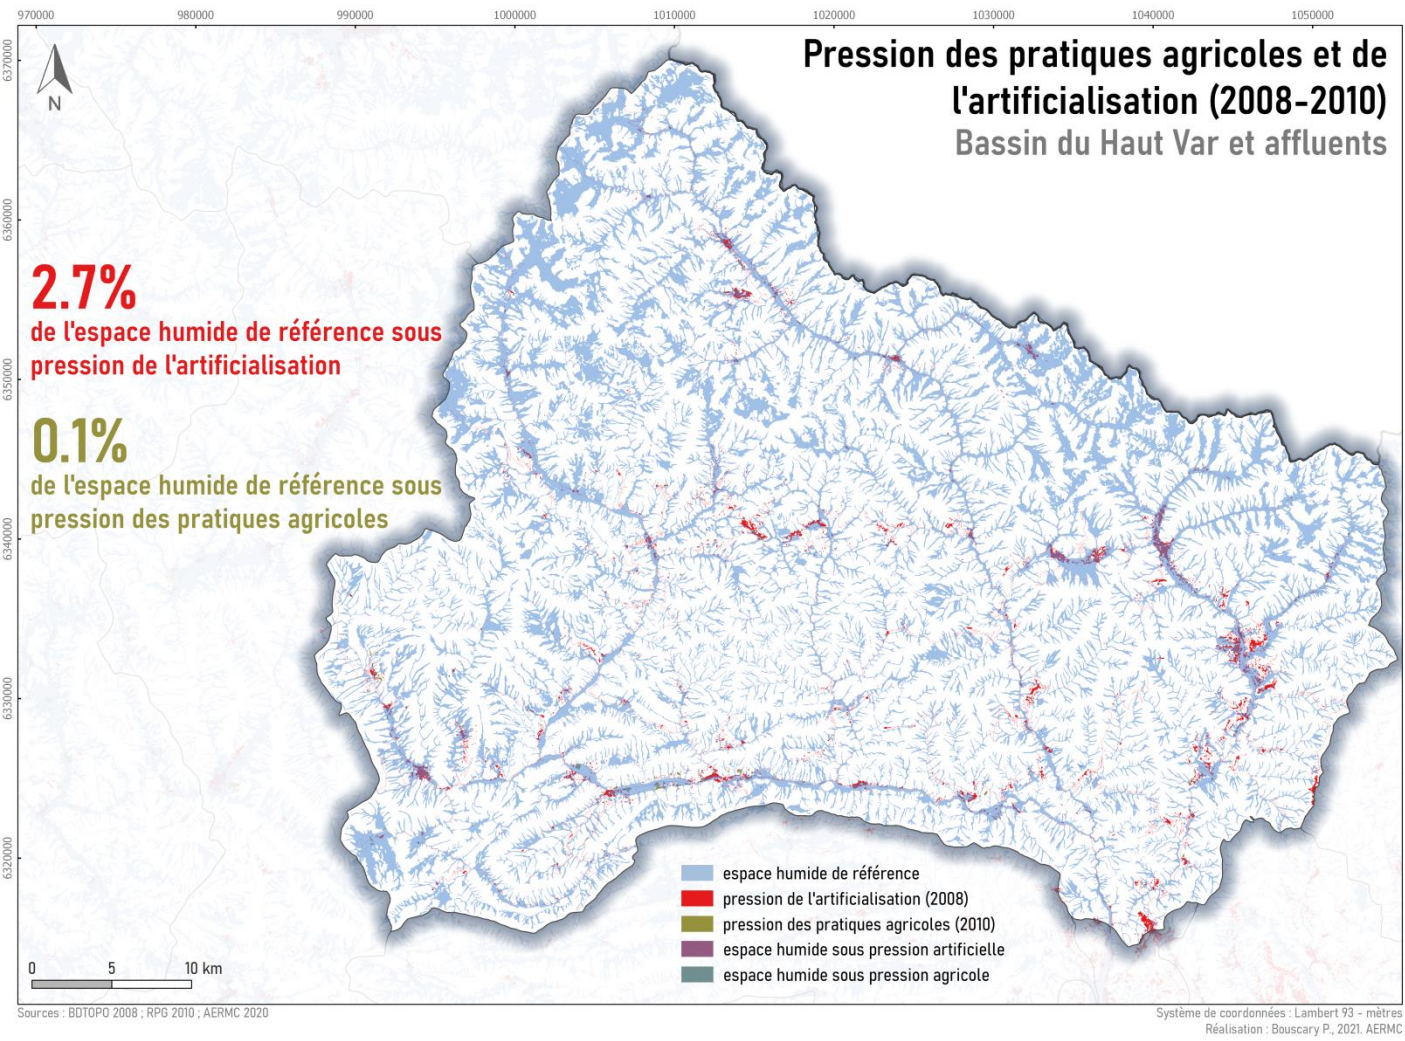 970000 980000 990000 1000000 1010000 1020000 1030000 1040000 1050000
6370000
6360000
6350000
6340000
6330000
6320000
N
Pression des pratiques agricoles et de
l'artificialisation (2008-2010)
Bassin du Haut Var et affluents
2.7%
de l'espace humide de référence sous
pression de l'artificialisation
0.1%
de l'espace humide de référence sous
pression des pratiques agricoles
espace humide de référence
pression de l'artificialisation (2008)
pression des pratiques agricoles (2010)
espace humide sous pression artificielle
espace humide sous pression agricole
0 5 10 km
Sources : BDTOPO 2008 ; RPG 2010 ; AERMC 2020
Système de coordonnées : Lambert 93 - mètres
Réalisation : Bouscary P., 2021. AERMC